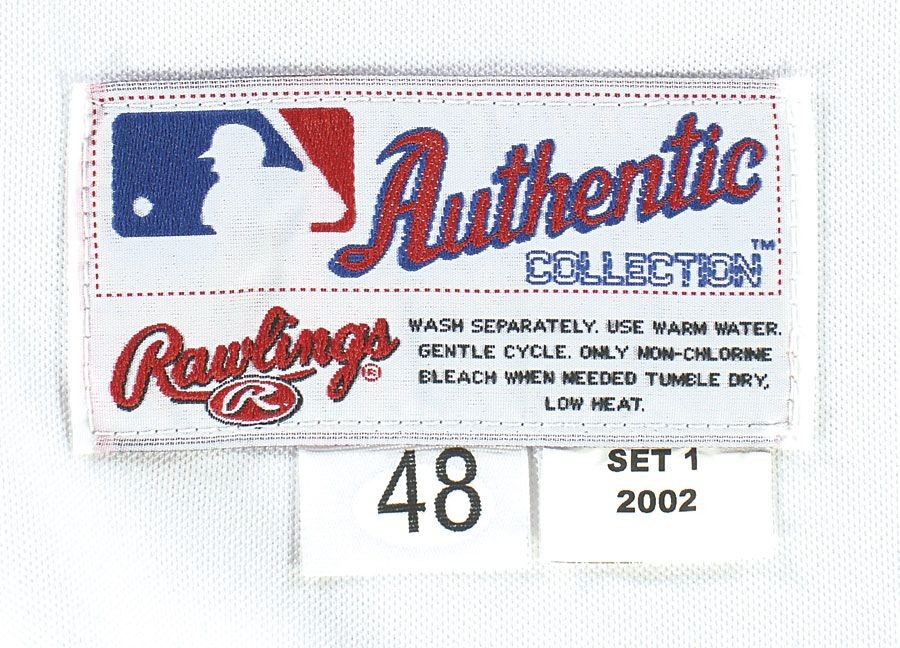 Authentic
COLLECTION™
Rawlings®
R
WASH SEPARATELY. USE WARM WATER.
GENTLE CYCLE. ONLY NON-CHLORINE
BLEACH WHEN NEEDED TUMBLE DRY,
LOW HEAT.
48
SET 1
2002